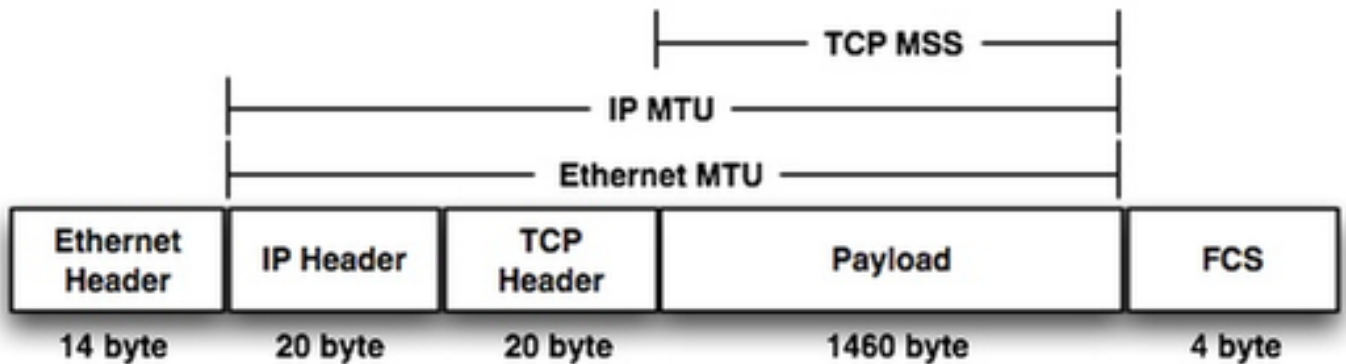 TCP MSS
IP MTU
Ethernet MTU
Ethernet
Header
IP Header
TCP
Header
Payload
FCS
14 byte
20 byte
20 byte
1460 byte
4 byte